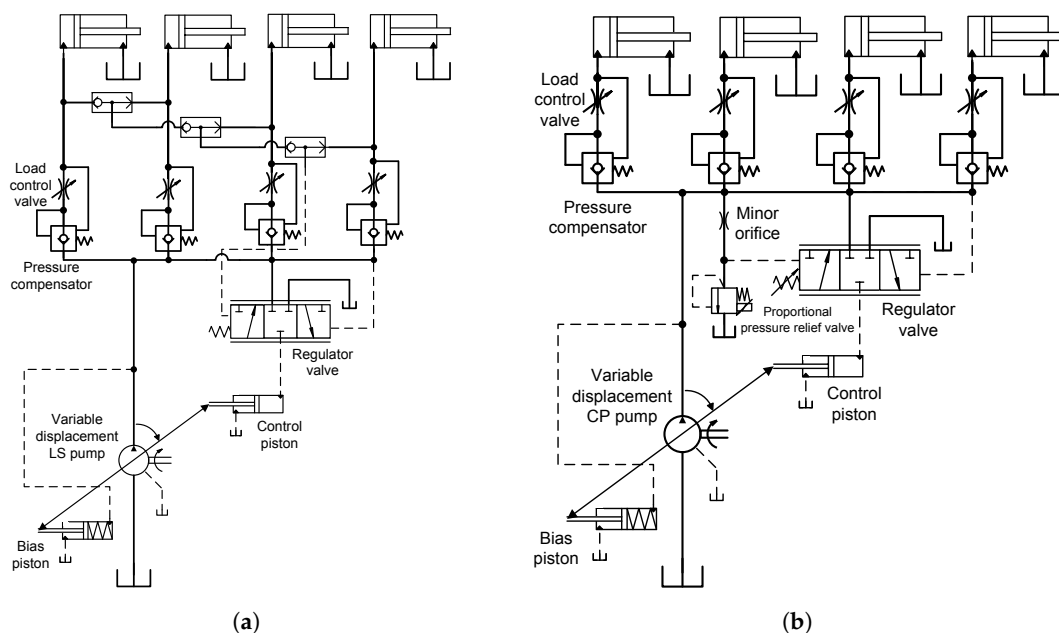 Load
control
valve
Pressure
compensator
Regulator
valve
Variable
displacement
LS pump
Control
piston
Bias
piston
(a)
Load
control
valve
Pressure
compensator
Minor
orifice
Proportional
pressure relief valve
Regulator
valve
Variable
displacement
CP pump
Control
piston
Bias
piston
(b)